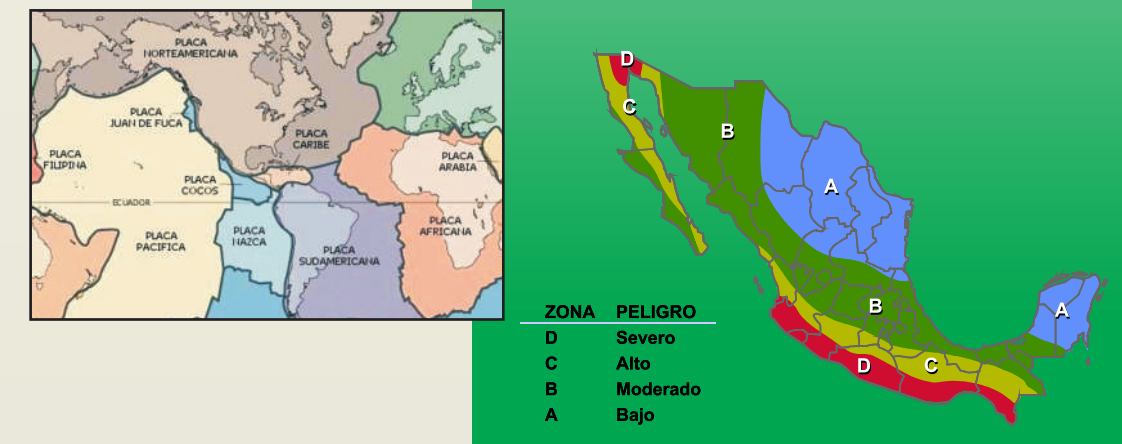 PLACA
NORTEAMERICANA
PLACA
JUAN DE FUCA
PLACA
CARIBE
PLACA
FILIPINA
PLACA
ARABIA
PLACA
COCOS
ECUADOR
PLACA
PACIFICA
PLACA
NAZCA
PLACA
AFRICANA
PLACA
SUDAMERICANA
D
C
B
A
B
A
D
C
ZONA PELIGRO
D Severo
C Alto
B Moderado
A Bajo